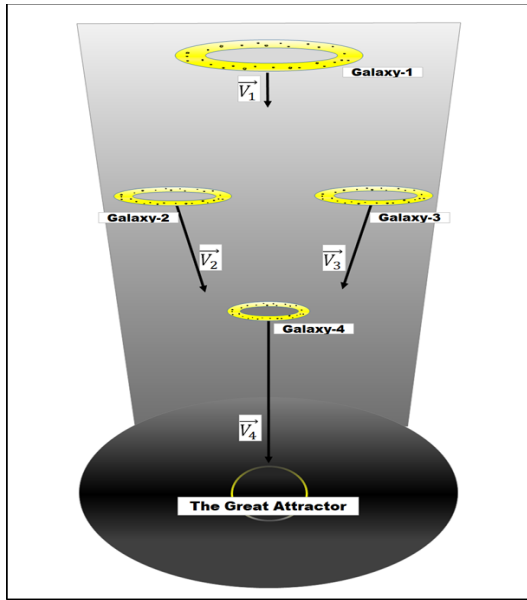 Galaxy-1
V₁
Galaxy-2
Galaxy-3
V₂
V₃
Galaxy-4
V₄
The Great Attractor